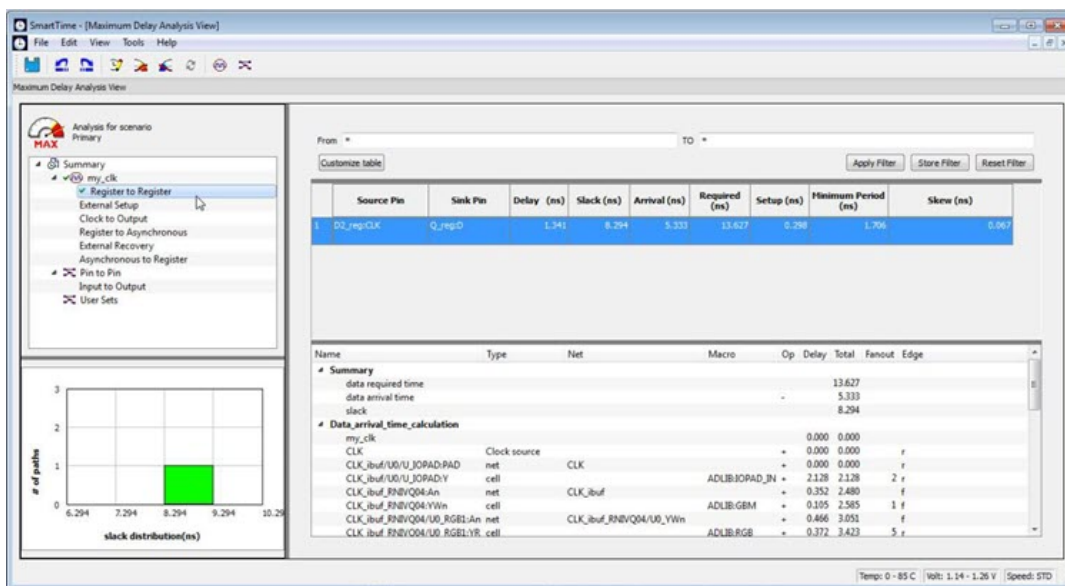 SmartTime - [Maximum Delay Analysis View]
File Edit View Tools Help
Maximum Delay Analysis View
MAX
Analysis for scenario
Primary
Summary
my_clk
Register to Register
External Setup
Clock to Output
Register to Asynchronous
External Recovery
Asynchronous to Register
Pin to Pin
Input to Output
User Sets
From * TO *
Customize table Apply Filter Store Filter Reset Filter
Source Pin Sink Pin Delay (ns) Slack (ns) Arrival (ns) Required (ns) Setup (ns) Minimum Period (ns) Skew (ns)
1 D2_reg:CLK Q_reg:D 1.341 8.294 5.333 13.627 0.298 1.706 0.067
Name Type Net Macro Op Delay Total Fanout Edge
Summary
data required time 13.627
data arrival time - 5.333
slack 8.294
Data_arrival_time_calculation
my_clk 0.000 0.000
CLK Clock source + 0.000 0.000 r
CLK_ibuf/U0/U_IOPAD:PAD net CLK + 0.000 0.000 r
CLK_ibuf/U0/U_IOPAD:Y cell ADLIB:IOPAD_IN + 2.128 2.128 2 r
CLK_ibuf_RNIVQ04:An net CLK_ibuf + 0.352 2.480 f
CLK_ibuf_RNIVQ04:YWn cell ADLIB:GBM + 0.105 2.585 1 f
CLK_ibuf_RNIVQ04/U0_RGB1:An net CLK_ibuf_RNIVQ04/U0_YWn + 0.466 3.051 f
CLK_ibuf_RNIVQ04/U0_RGB1:YR cell ADLIB:RGB + 0.372 3.423 5 r
# of paths
3
2
1
0
6.294 7.294 8.294 9.294 10.29
slack distribution(ns)
Temp: 0 - 85 C Volt: 1.14 - 1.26 V Speed: STD